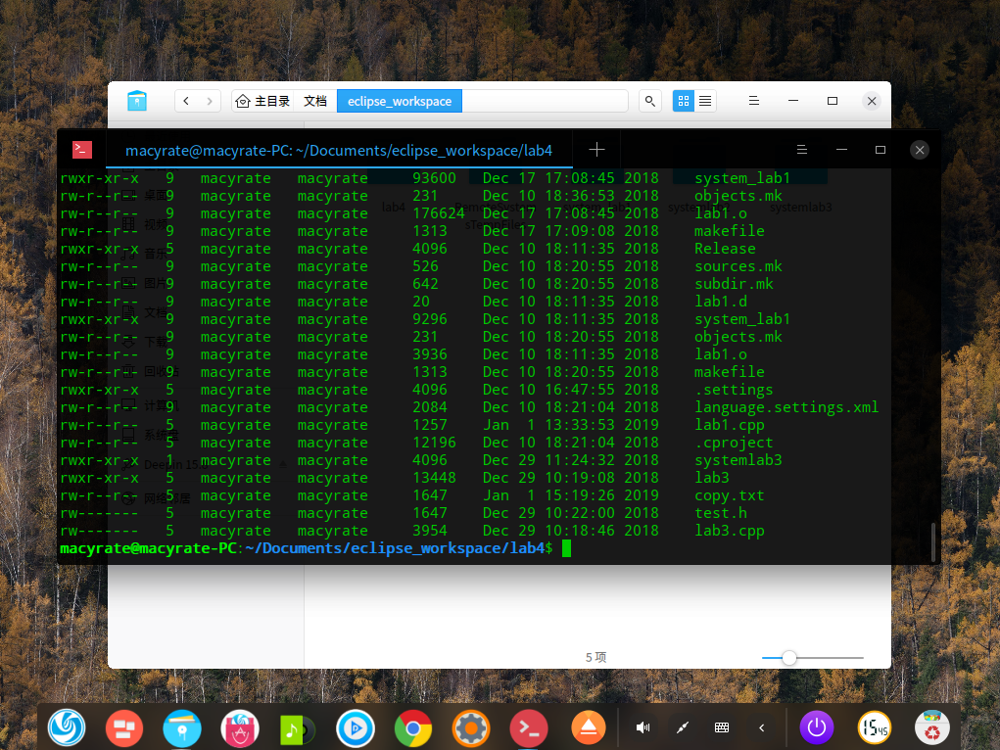 主目录 文档 eclipse_workspace
macyrate@macyrate-PC: ~/Documents/eclipse_workspace/lab4
rwxr-xr-x 9 macyrate macyrate 93600 Dec 17 17:08:45 2018 system_lab1
rw-r--r-- 9 macyrate macyrate 231 Dec 10 18:36:53 2018 objects.mk
rw-r--r-- 9 macyrate macyrate 176624 Dec 17 17:08:45 2018 lab1.o
rw-r--r-- 9 macyrate macyrate 1313 Dec 17 17:09:08 2018 makefile
rwxr-xr-x 5 macyrate macyrate 4096 Dec 10 18:11:35 2018 Release
rw-r--r-- 9 macyrate macyrate 526 Dec 10 18:20:55 2018 sources.mk
rw-r--r-- 9 macyrate macyrate 642 Dec 10 18:20:55 2018 subdir.mk
rw-r--r-- 9 macyrate macyrate 20 Dec 10 18:11:35 2018 lab1.d
rwxr-xr-x 9 macyrate macyrate 9296 Dec 10 18:11:35 2018 system_lab1
rw-r--r-- 9 macyrate macyrate 231 Dec 10 18:20:55 2018 objects.mk
rw-r--r-- 9 macyrate macyrate 3936 Dec 10 18:11:35 2018 lab1.o
rw-r--r-- 9 macyrate macyrate 1313 Dec 10 18:20:55 2018 makefile
rwxr-xr-x 5 macyrate macyrate 4096 Dec 10 16:47:55 2018 .settings
rw-r--r-- 9 macyrate macyrate 2084 Dec 10 18:21:04 2018 language.settings.xml
rw-r--r-- 5 macyrate macyrate 1257 Jan 1 13:33:53 2019 lab1.cpp
rw-r--r-- 5 macyrate macyrate 12196 Dec 10 18:21:04 2018 .cproject
rwxr-xr-x 1 macyrate macyrate 4096 Dec 29 11:24:32 2018 systemlab3
rwxr-xr-x 5 macyrate macyrate 13448 Dec 29 10:19:08 2018 lab3
rw-r--r-- 5 macyrate macyrate 1647 Jan 1 15:19:26 2019 copy.txt
rw------- 5 macyrate macyrate 1647 Dec 29 10:22:00 2018 test.h
rw-r--r-- 5 macyrate macyrate 3954 Dec 29 10:18:46 2018 lab3.cpp
macyrate@macyrate-PC:~/Documents/eclipse_workspace/lab4$
5 项
15 45